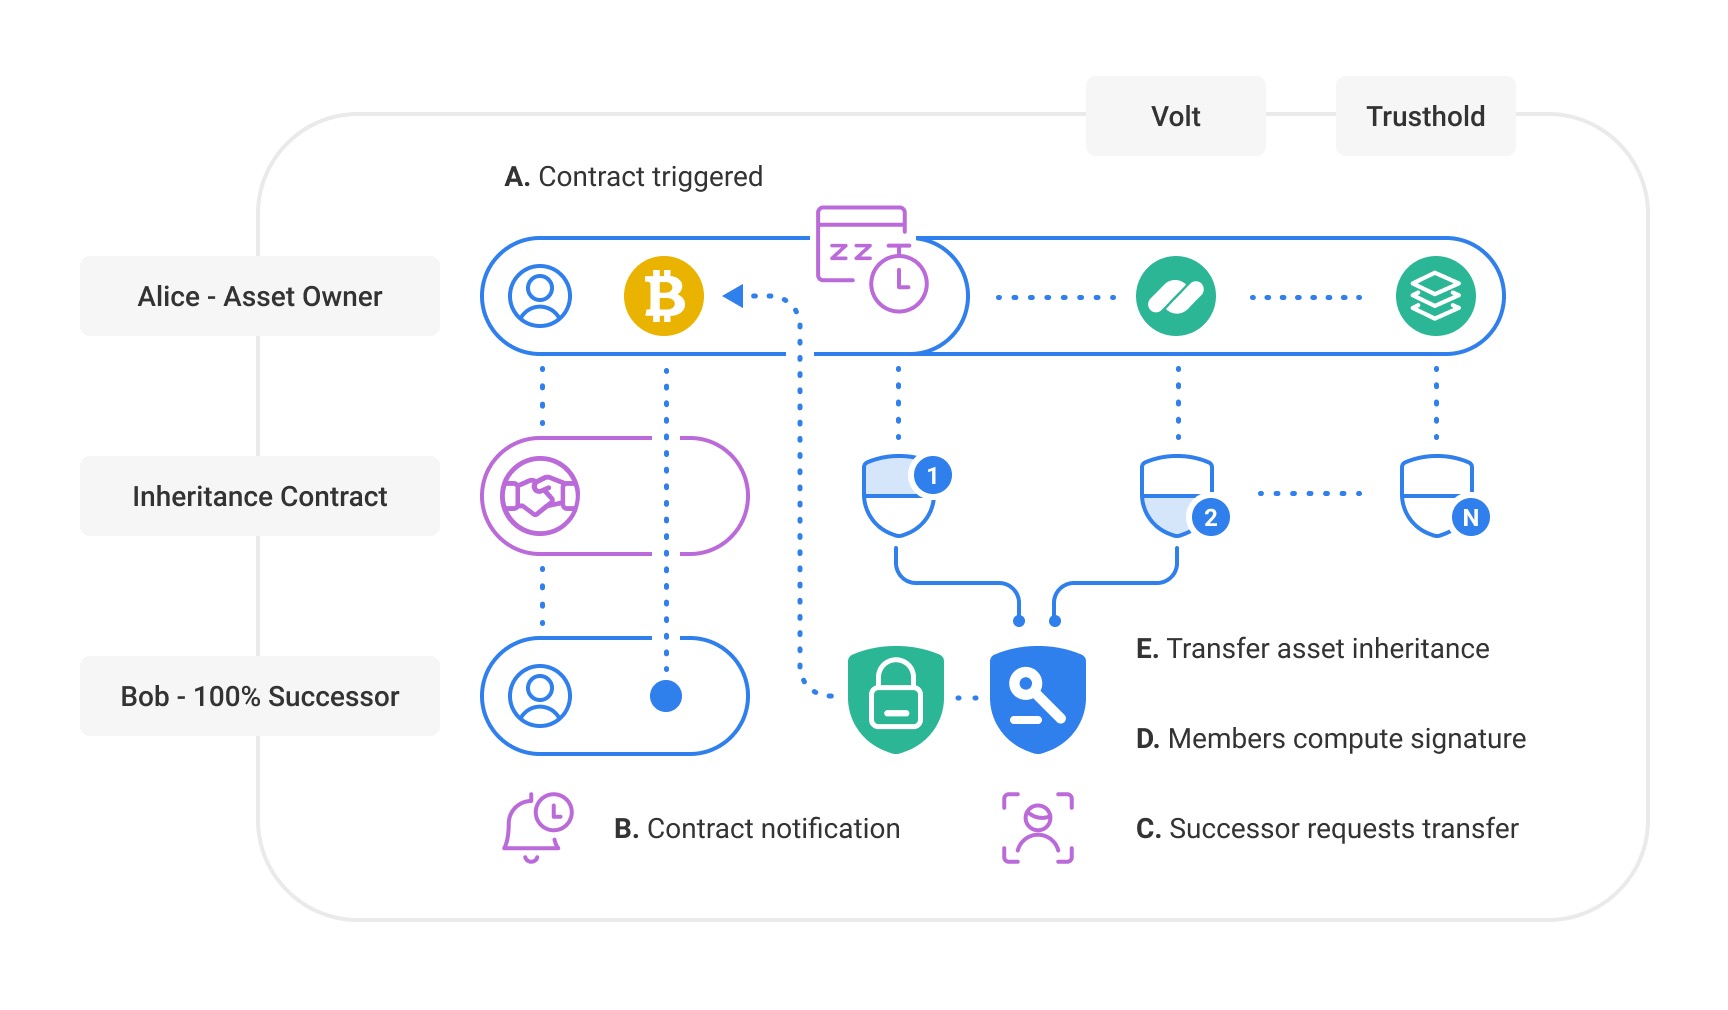 Volt
Trusthold
A. Contract triggered
zz
Alice - Asset Owner
Inheritance Contract
1
2
N
Bob - 100% Successor
E. Transfer asset inheritance
D. Members compute signature
B. Contract notification
C. Successor requests transfer